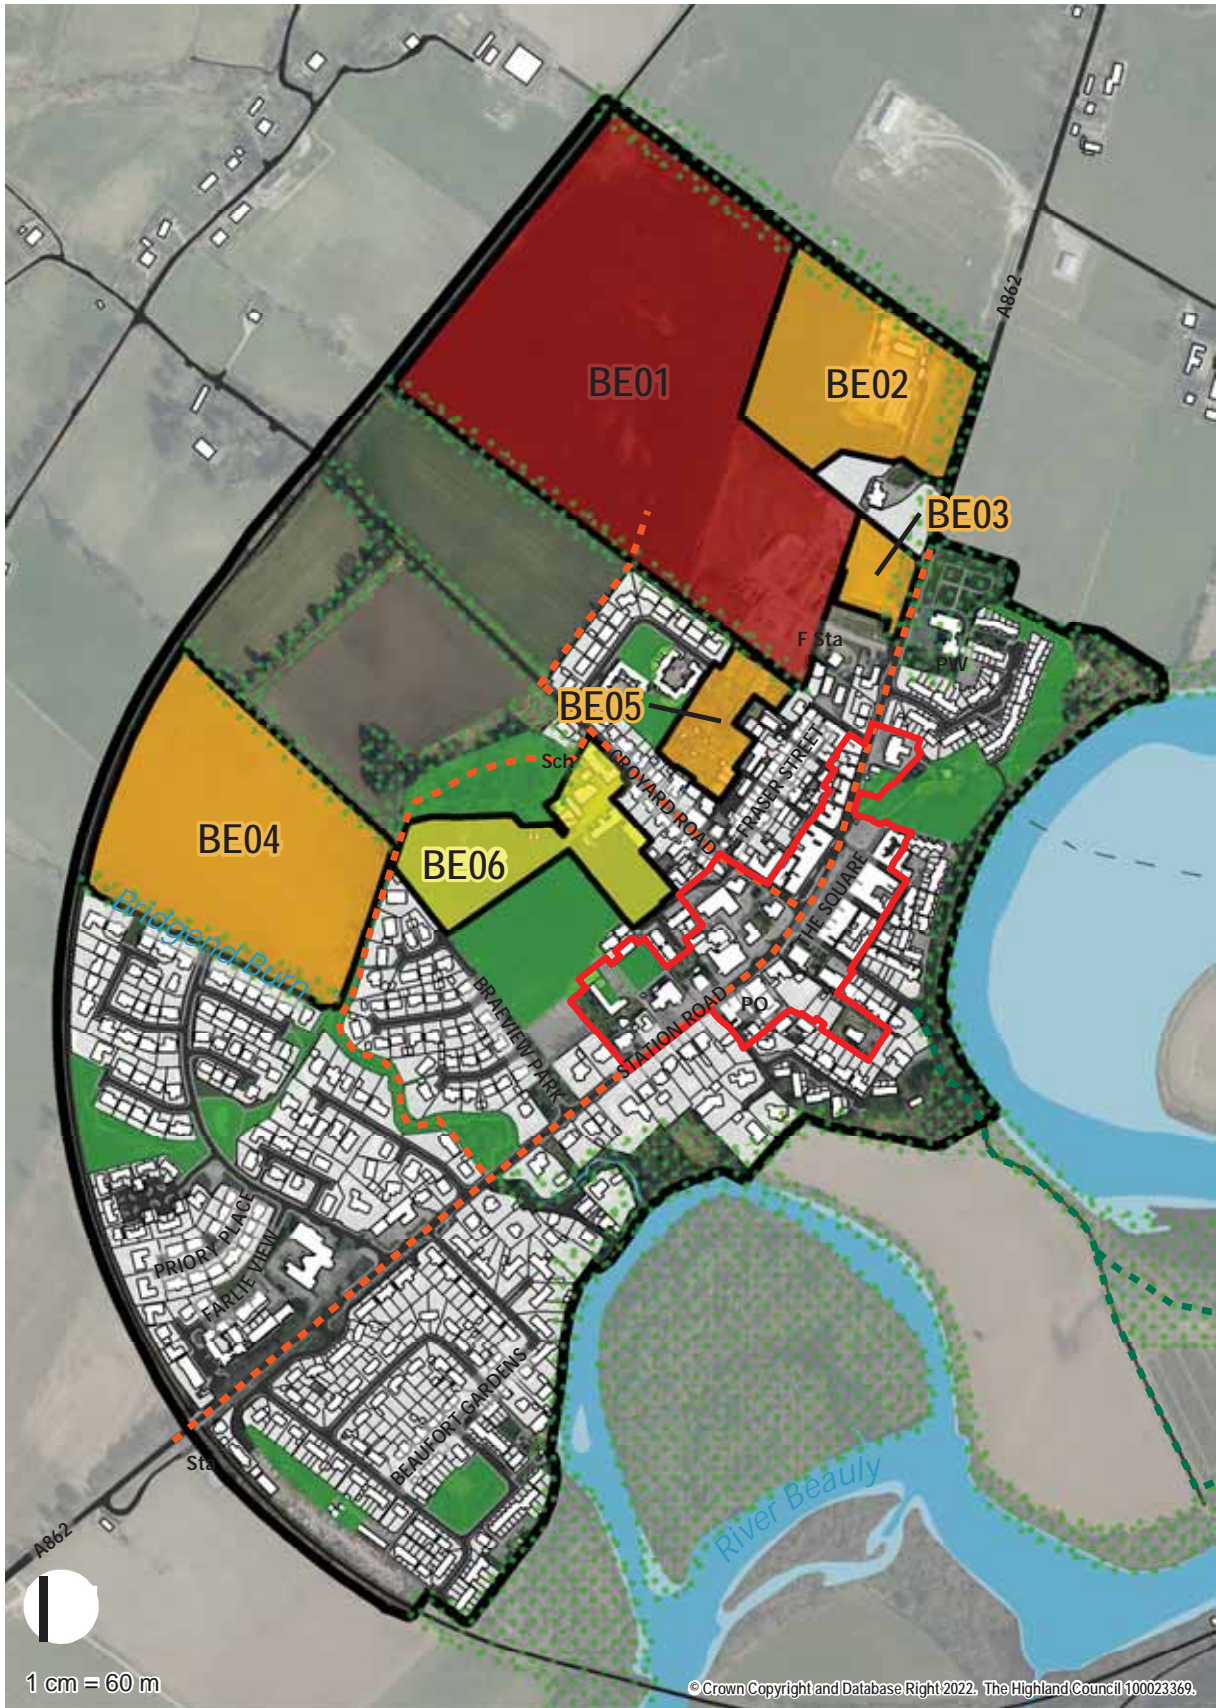 A862
BE01
BE02
BE03
F Sta
PW
BE05
Sch
CROYARD ROAD
FRASER STREET
BE04
BE06
HE SQUARE
Bridgend Burn
BRAEVIEW PARK
PO
STATION ROAD
PRIORY PLACE
FARLIE VIEW
BEAUFORT GARDENS
Sta
River Beauly
A862
1 cm = 60 m
© Crown Copyright and Database Right 2022. The Highland Council 100023369.